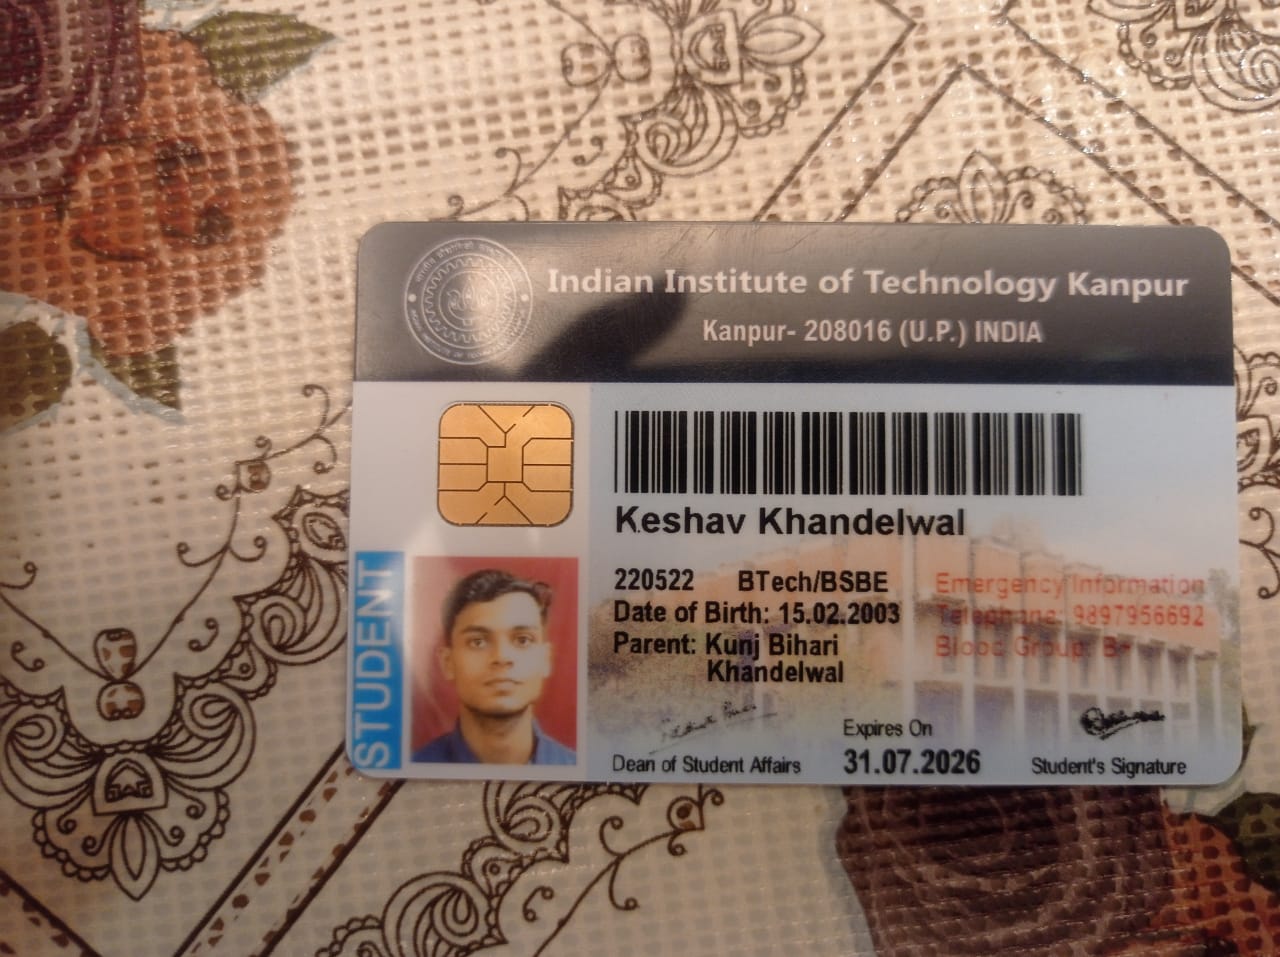 Indian Institute of Technology Kanpur
Kanpur- 208016 (U.P.) INDIA
Keshav Khandelwal
220522 BTech/BSBE
Date of Birth: 15.02.2003
Parent: Kunj Bihari
Khandelwal
Emergency Information
Telephone: 9897956692
Blood Group: B+
STUDENT
Dean of Student Affairs
Expires On
31.07.2026
Student's Signature